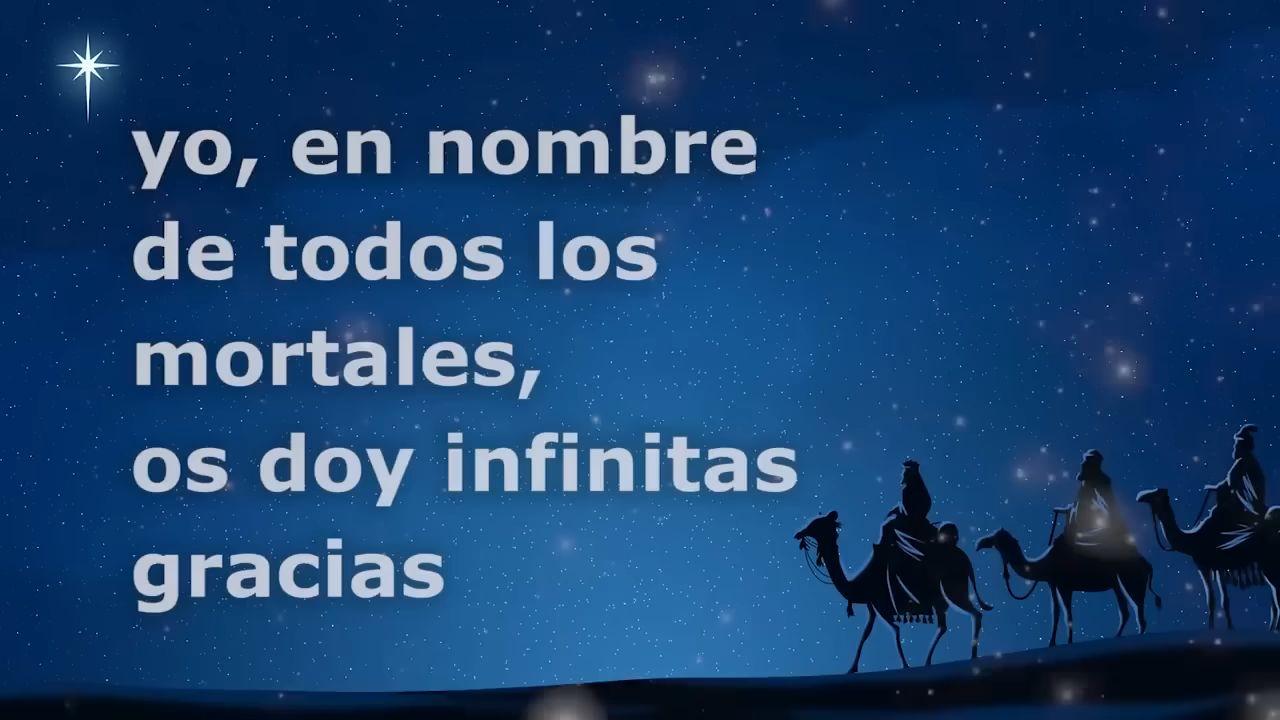 yo, en nombre
de todos los
mortales,
os doy infinitas
gracias